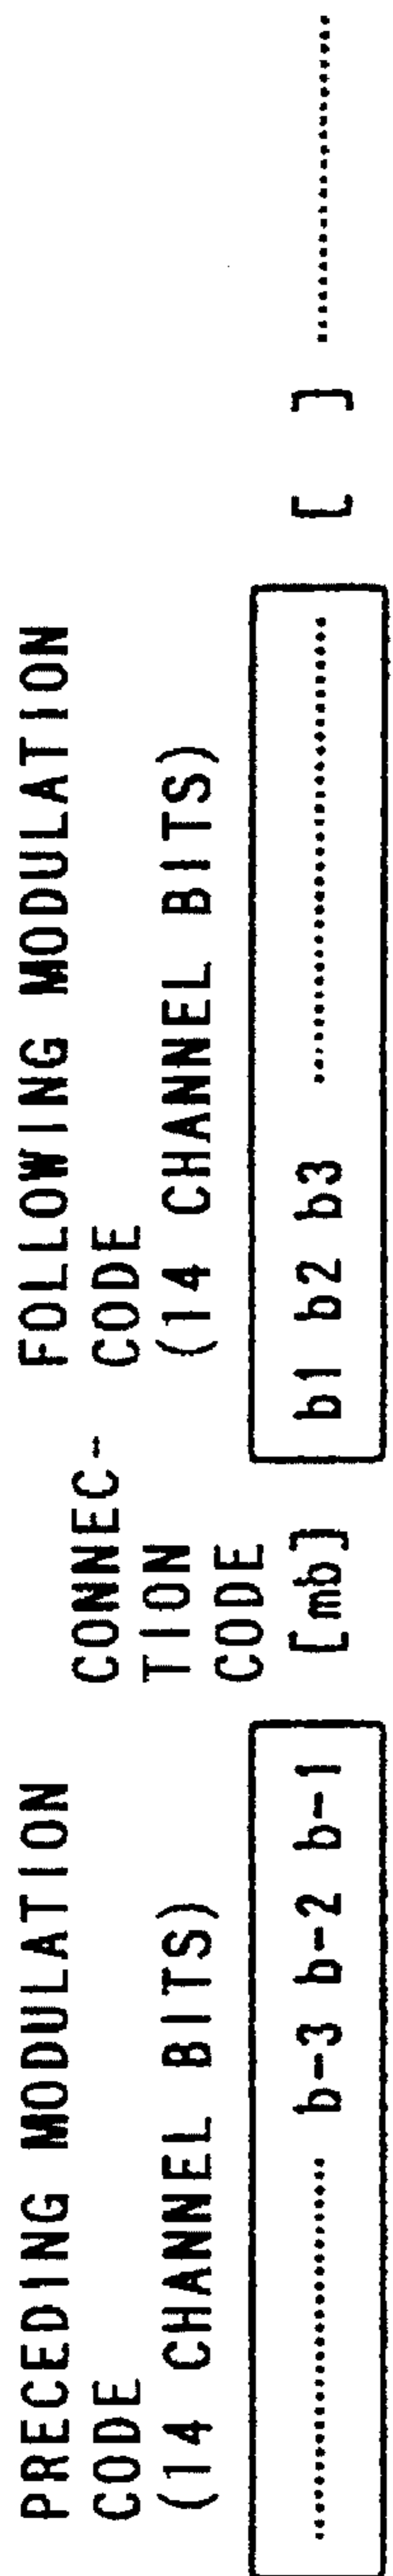 PRECEDING MODULATION
CODE
(14 CHANNEL BITS)
CONNEC-
TION
CODE
FOLLOWING MODULATION
CODE
(14 CHANNEL BITS)
.................... b-3 b-2 b-1 [mb] b1 b2 b3 .................... [ ] ....................